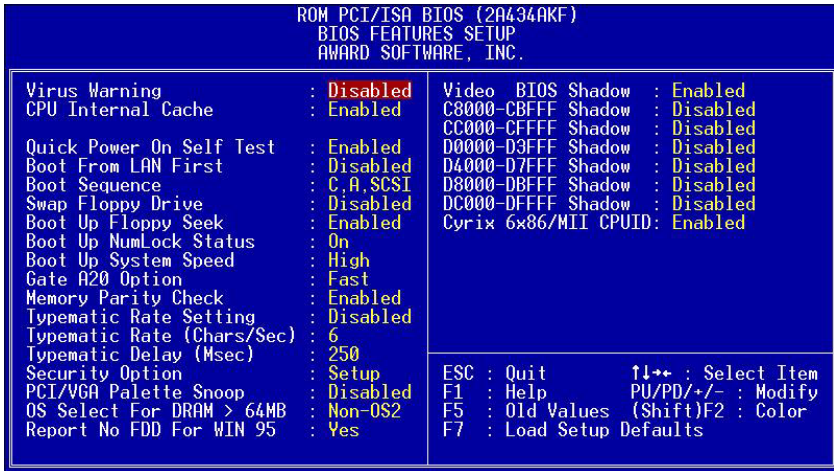 ROM PCI/ISA BIOS (2A434AKF)
BIOS FEATURES SETUP
AWARD SOFTWARE, INC.
Virus Warning : Disabled
CPU Internal Cache : Enabled
Quick Power On Self Test : Enabled
Boot From LAN First : Disabled
Boot Sequence : C,A,SCSI
Swap Floppy Drive : Disabled
Boot Up Floppy Seek : Enabled
Boot Up NumLock Status : On
Boot Up System Speed : High
Gate A20 Option : Fast
Memory Parity Check : Enabled
Typematic Rate Setting : Disabled
Typematic Rate (Chars/Sec) : 6
Typematic Delay (Msec) : 250
Security Option : Setup
PCI/VGA Palette Snoop : Disabled
OS Select For DRAM > 64MB : Non-OS2
Report No FDD For WIN 95 : Yes
Video BIOS Shadow : Enabled
C8000-CBFFF Shadow : Disabled
CC000-CFFFF Shadow : Disabled
D0000-D3FFF Shadow : Disabled
D4000-D7FFF Shadow : Disabled
D8000-DBFFF Shadow : Disabled
DC000-DFFFF Shadow : Disabled
Cyrix 6x86/MII CPUID: Enabled
ESC : Quit ↑↓→← : Select Item
F1 : Help PU/PD/+/- : Modify
F5 : Old Values (Shift)F2 : Color
F7 : Load Setup Defaults